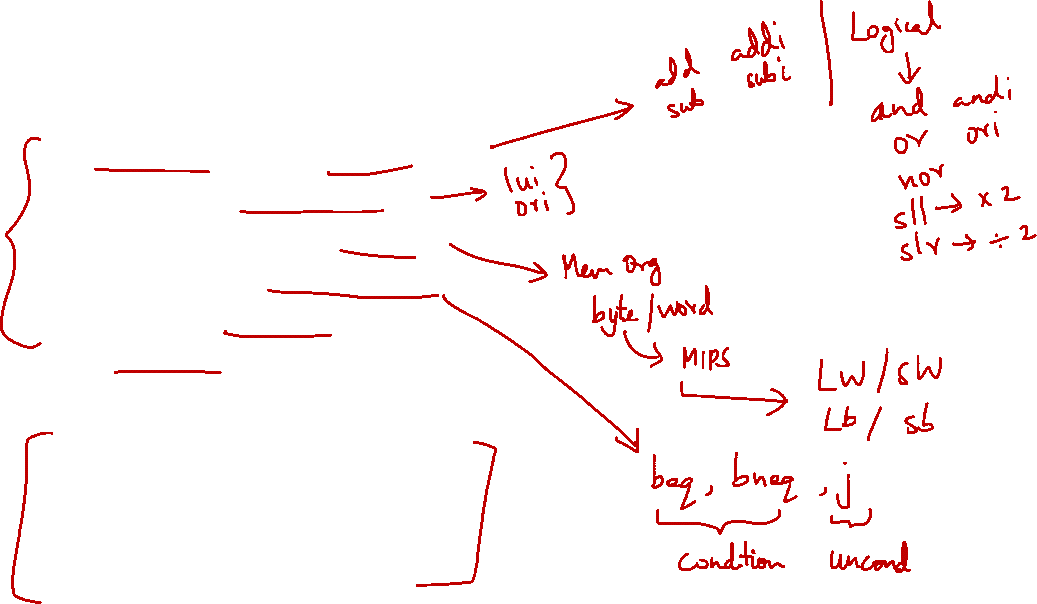 add addi
sub subi
Logical
and andi
or ori
nor
sll → x 2
slr → ÷ 2
lui
ori
Mem Org
byte/word
MIPS
LW / SW
Lb / sb
beq, bneq, j
condition uncond